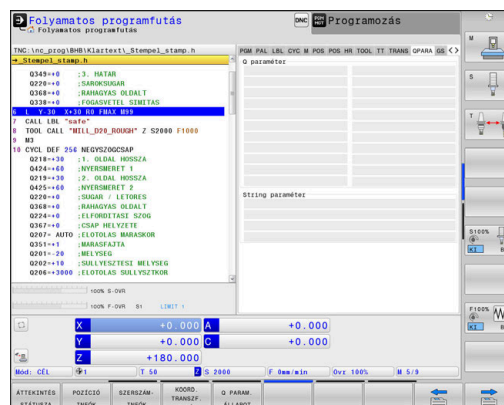 Folyamatos programfutás
Folyamatos programfutás
DNC
Programozás
TNC:\nc_prog\BHB\Klartext\_Stempel_stamp.h
→_Stempel_stamp.h
Q349=+0 ;3. HATAR
Q220=+0 ;SAROKSUGAR
Q368=+0 ;RAHAGYAS OLDALT
Q338=+0 ;FOGASVETEL SIMITAS
6 L Y-30 X+30 R0 FMAX M99
7 CALL LBL "safe"
8 TOOL CALL "MILL_D20_ROUGH" Z S2000 F1000
9 M3
10 CYCL DEF 256 NEGYSZOGCSAP
Q218=+30 ;1. OLDAL HOSSZA
Q424=+60 ;NYERSMERET 1
Q219=+30 ;2. OLDAL HOSSZA
Q425=+60 ;NYERSMERET 2
Q220=+0 ;SUGAR / LETORES
Q368=+0 ;RAHAGYAS OLDALT
Q224=+0 ;ELFORDITASI SZOG
Q367=+0 ;CSAP HELYZETE
Q207= AUTO ;ELOTOLAS MARASKOR
Q351=+1 ;MARASFAJTA
Q201=-20 ;MELYSEG
Q202=+10 ;SULLYESZTESI MELYSEG
Q206=+3000 ;ELOTOLAS SULLYSZTKOR
PGM PAL LBL CYC M POS POS HR TOOL TT TRANS QPARA GS
Q paraméter
String paraméter
100% S-OVR
100% F-OVR S1 LIMIT 1
X +0.000 A +0.000
Y +0.000 C +0.000
Z +180.000
Mód: CÉL 1 T 50 Z S 2000 F 0mm/min Ovr 100% M 5/9
ÁTTEKINTÉS
POZÍCIÓ
SZERSZÁM-
KOORD.
TRANSZF.
Q PARAM.
M
S
T
S100%
F100%